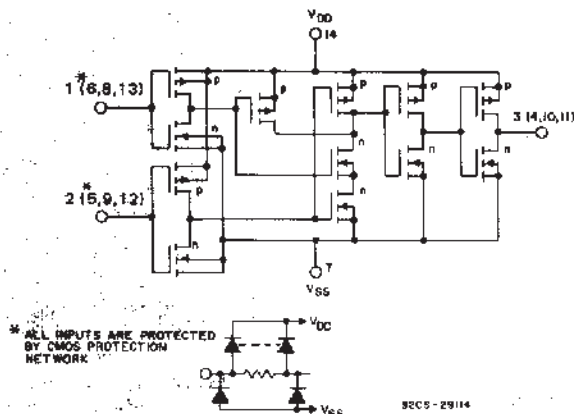 VDD
14
* 1 (6,8,13)
p
p
p
p
p
3 (4,10,11)
n
n
n
n
p
n
* 2 (5,9,12)
n
n
7
VSS
* ALL INPUTS ARE PROTECTED
BY CMOS PROTECTION
NETWORK
VDD
VSS
92CS-29114